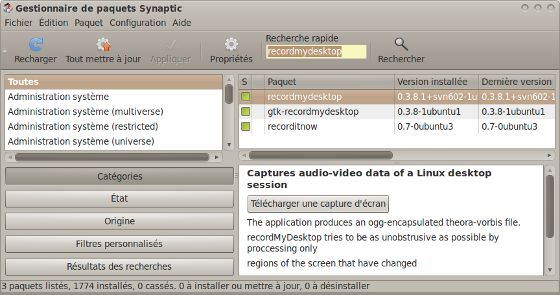 Gestionnaire de paquets Synaptic
Fichier Édition Paquet Configuration Aide
Recherche rapide
recordmydesktop
Recharger Tout mettre à jour Appliquer Propriétés Rechercher
Toutes
Administration système
Administration système (multiverse)
Administration système (restricted)
Administration système (universe)
S Paquet Version installée Dernière version
recordmydesktop 0.3.8.1+svn602-1u 0.3.8.1+svn602-1u
gtk-recordmydesktop 0.3.8-1ubuntu1 0.3.8-1ubuntu1
recorditnow 0.7-0ubuntu3 0.7-0ubuntu3
Catégories
État
Origine
Filtres personnalisés
Résultats des recherches
Captures audio-video data of a Linux desktop
session
Télécharger une capture d'écran
The application produces an ogg-encapsulated theora-vorbis file.
recordMyDesktop tries to be as unobstrusive as possible by
proccessing only
regions of the screen that have changed
3 paquets listés, 1774 installés, 0 cassés. 0 à installer ou mettre à jour, 0 à désinstaller